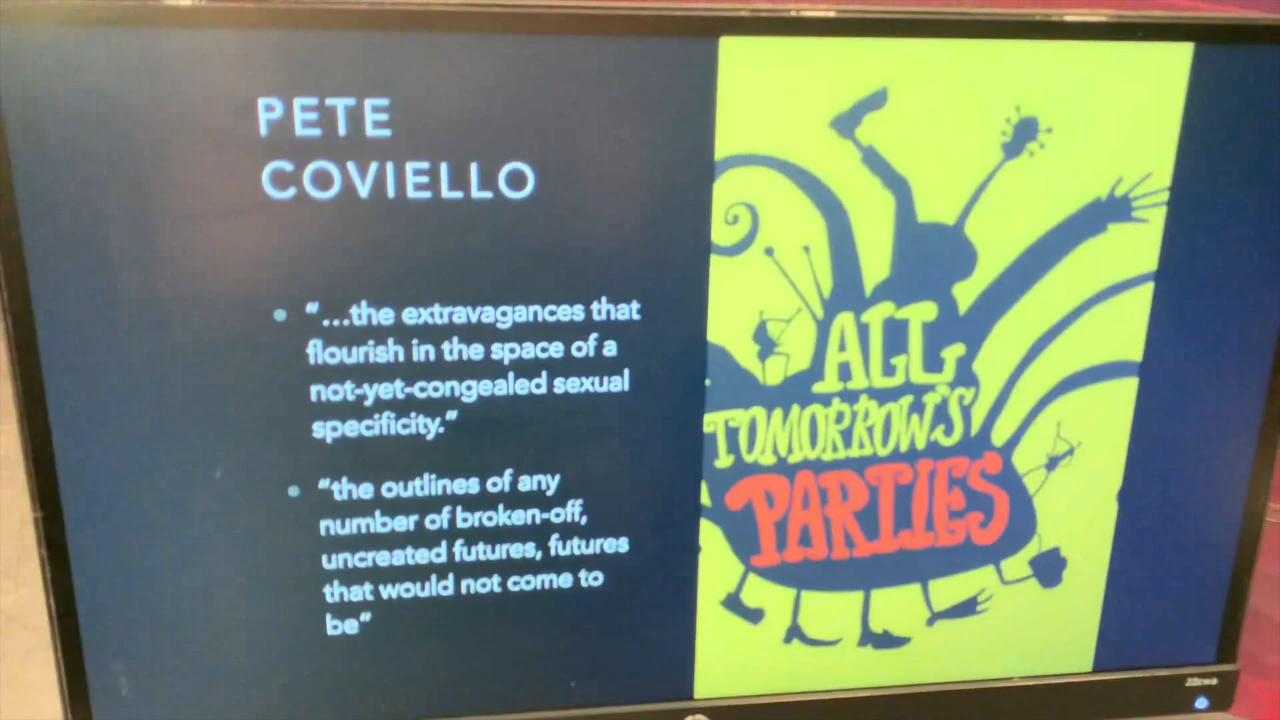 PETE
COVIELLO
• “...the extravagances that
flourish in the space of a
not-yet-congealed sexual
specificity.”
• “the outlines of any
number of broken-off,
uncreated futures, futures
that would not come to
be”
ALL
TOMORROW'S
PARTIES